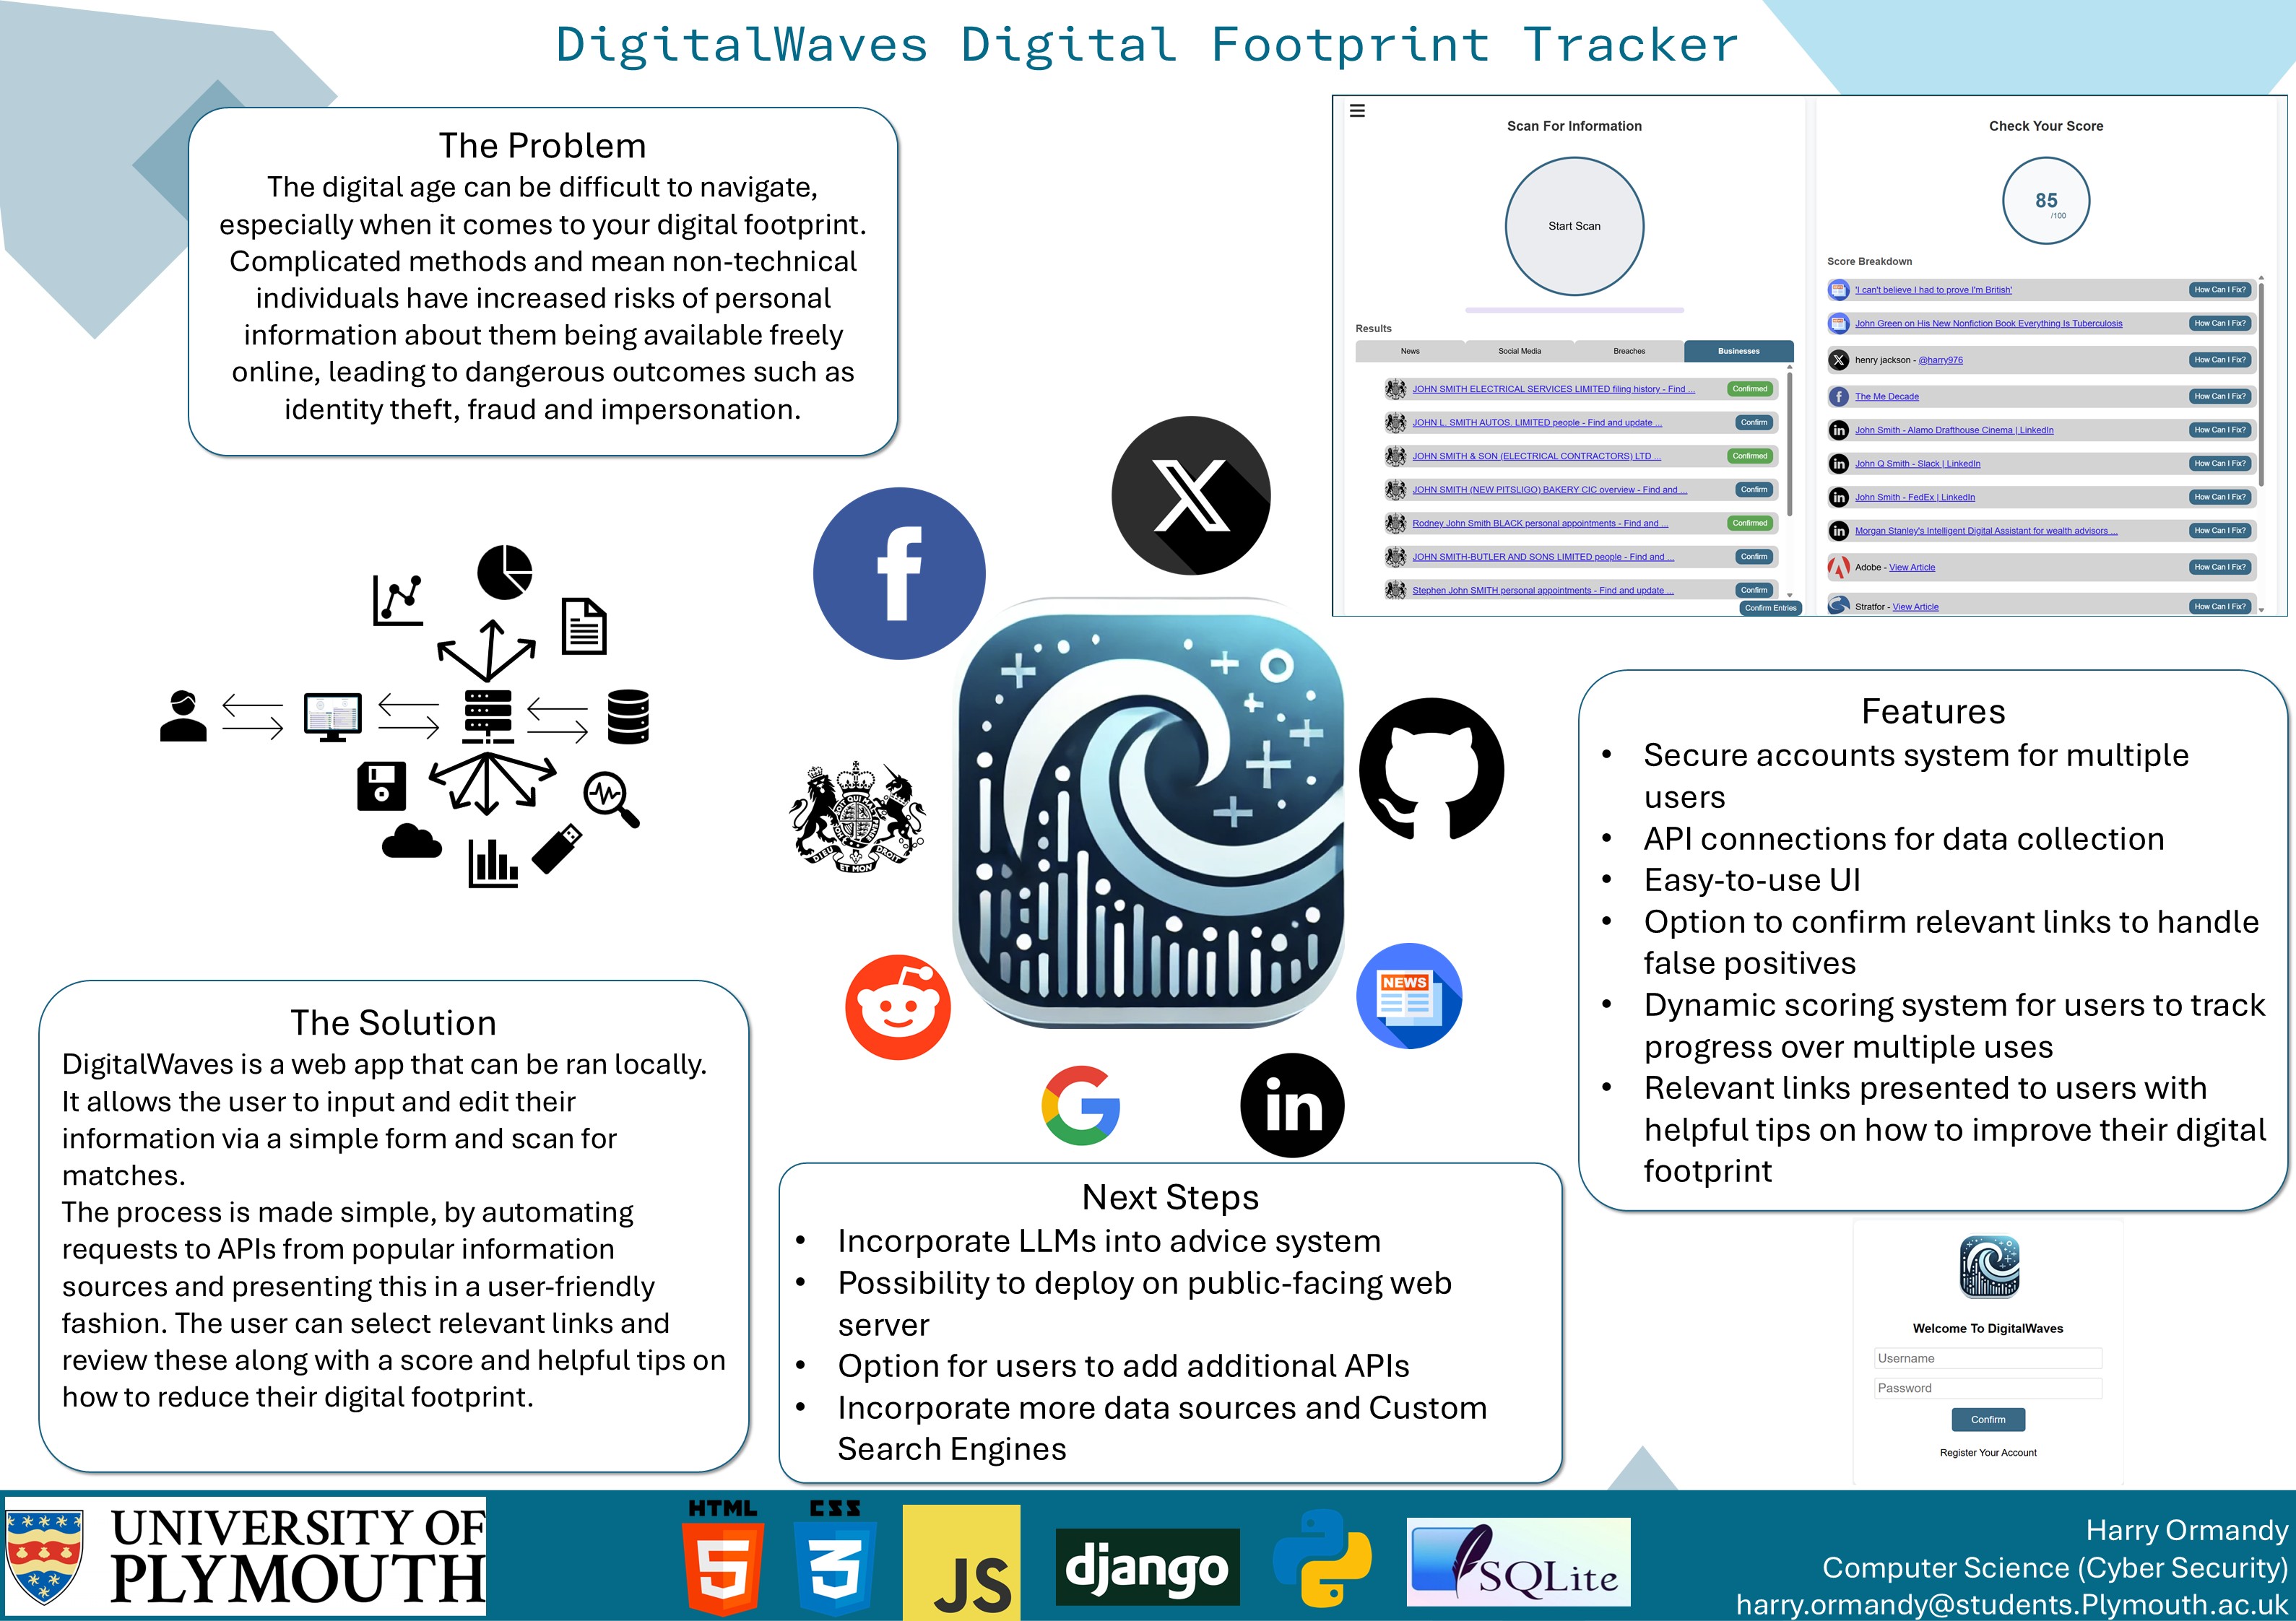 DigitalWaves Digital Footprint Tracker
The Problem
The digital age can be difficult to navigate,
especially when it comes to your digital footprint.
Complicated methods and mean non-technical
individuals have increased risks of personal
information about them being available freely
online, leading to dangerous outcomes such as
identity theft, fraud and impersonation.
Scan For Information
Start Scan
Results
News
Social Media
Breaches
Businesses
JOHN SMITH ELECTRICAL SERVICES LIMITED filing history - Find ...
Confirmed
JOHN L. SMITH AUTOS. LIMITED people - Find and update ...
Confirm
JOHN SMITH & SON (ELECTRICAL CONTRACTORS) LTD ...
Confirmed
JOHN SMITH (NEW PITSLIGO) BAKERY CIC overview - Find and ...
Confirm
Rodney John Smith BLACK personal appointments - Find and ...
Confirmed
JOHN SMITH-BUTLER AND SONS LIMITED people - Find and ...
Confirm
Stephen John SMITH personal appointments - Find and update ...
Confirm
Confirm Entries
Check Your Score
85
/100
Score Breakdown
'I can't believe I had to prove I'm British'
How Can I Fix?
John Green on His New Nonfiction Book Everything Is Tuberculosis
How Can I Fix?
henry jackson - @harry976
How Can I Fix?
The Me Decade
How Can I Fix?
John Smith - Alamo Drafthouse Cinema | LinkedIn
How Can I Fix?
John Q Smith - Slack | LinkedIn
How Can I Fix?
John Smith - FedEx | LinkedIn
How Can I Fix?
Morgan Stanley's Intelligent Digital Assistant for wealth advisors ...
How Can I Fix?
Adobe - View Article
How Can I Fix?
Stratfor - View Article
How Can I Fix?
DIEU ET MON DROIT
NEWS
in
The Solution
DigitalWaves is a web app that can be ran locally.
It allows the user to input and edit their
information via a simple form and scan for
matches.
The process is made simple, by automating
requests to APIs from popular information
sources and presenting this in a user-friendly
fashion. The user can select relevant links and
review these along with a score and helpful tips on
how to reduce their digital footprint.
Next Steps
• Incorporate LLMs into advice system
• Possibility to deploy on public-facing web
server
• Option for users to add additional APIs
• Incorporate more data sources and Custom
Search Engines
Features
• Secure accounts system for multiple
users
• API connections for data collection
• Easy-to-use UI
• Option to confirm relevant links to handle
false positives
• Dynamic scoring system for users to track
progress over multiple uses
• Relevant links presented to users with
helpful tips on how to improve their digital
footprint
Welcome To DigitalWaves
Username
Password
Confirm
Register Your Account
UNIVERSITY OF
PLYMOUTH
HTML
5
CSS
3
JS
django
SQLite
Harry Ormandy
Computer Science (Cyber Security)
harry.ormandy@students.Plymouth.ac.uk